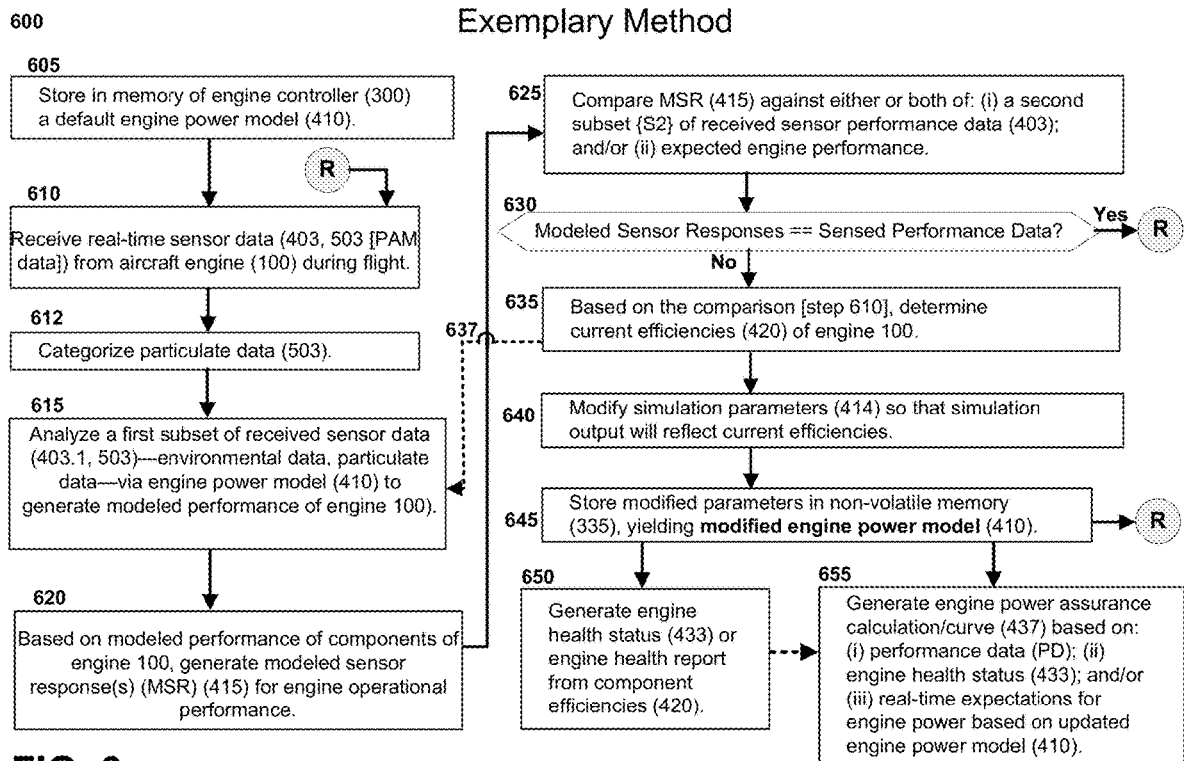 600
Exemplary Method
605
Store in memory of engine controller (300)
a default engine power model (410).
R
610
Receive real-time sensor data (403, 503 [PAM
data]) from aircraft engine (100) during flight.
612
Categorize particulate data (503).
615
Analyze a first subset of received sensor data
(403.1, 503)—environmental data, particulate
data—via engine power model (410) to
generate modeled performance of engine 100).
620
Based on modeled performance of components of
engine 100, generate modeled sensor
response(s) (MSR) (415) for engine operational
performance.
625
Compare MSR (415) against either or both of: (i) a second
subset {S2} of received sensor performance data (403);
and/or (ii) expected engine performance.
630
Modeled Sensor Responses == Sensed Performance Data?
Yes
R
No
635
Based on the comparison [step 610], determine
current efficiencies (420) of engine 100.
637
640
Modify simulation parameters (414) so that simulation
output will reflect current efficiencies.
645
Store modified parameters in non-volatile memory
(335), yielding modified engine power model (410).
R
650
Generate engine
health status (433) or
engine health report
from component
efficiencies (420).
655
Generate engine power assurance
calculation/curve (437) based on:
(i) performance data (PD); (ii)
engine health status (433); and/or
(iii) real-time expectations for
engine power based on updated
engine power model (410).